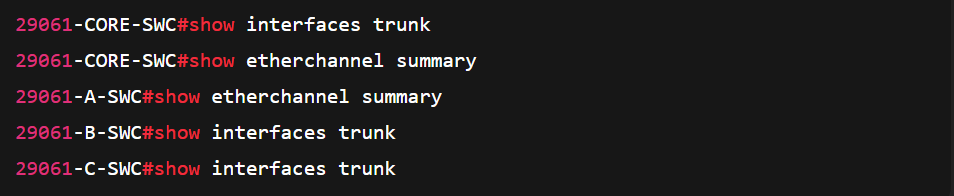 29061-CORE-SWC#show interfaces trunk
29061-CORE-SWC#show etherchannel summary
29061-A-SWC#show etherchannel summary
29061-B-SWC#show interfaces trunk
29061-C-SWC#show interfaces trunk